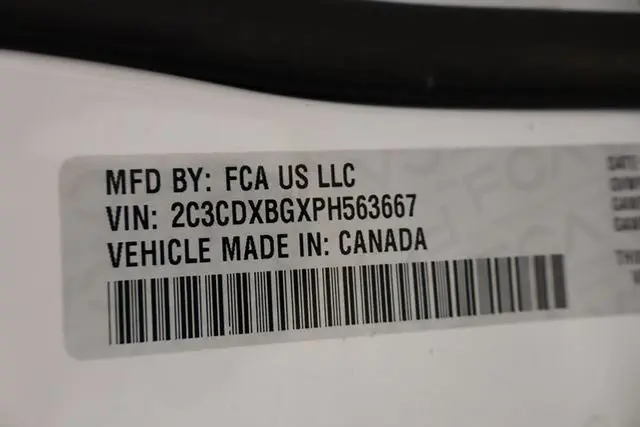 MFD BY: FCA US LLC
VIN: 2C3CDXBGXPH563667
VEHICLE MADE IN: CANADA